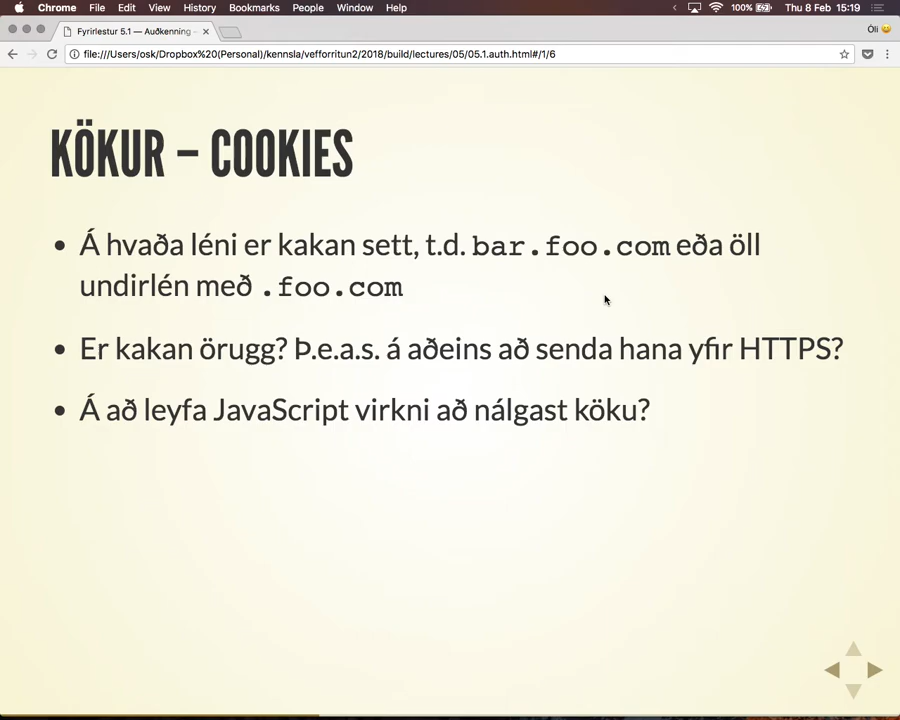 Chrome File Edit View History Bookmarks People Window Help 100% Thu 8 Feb 15:19
Fyrirlestur 5.1 — Auðkenning - Óli
file:///Users/osk/Dropbox%20(Personal)/kennsla/vefforritun2/2018/build/lectures/05/05.1.auth.html#/1/6
KÖKUR – COOKIES
Á hvaða léni er kakan sett, t.d. bar.foo.com eða öll
undirlén með .foo.com
Er kakan örugg? Þ.e.a.s. á aðeins að senda hana yfir HTTPS?
Á að leyfa JavaScript virkni að nálgast köku?